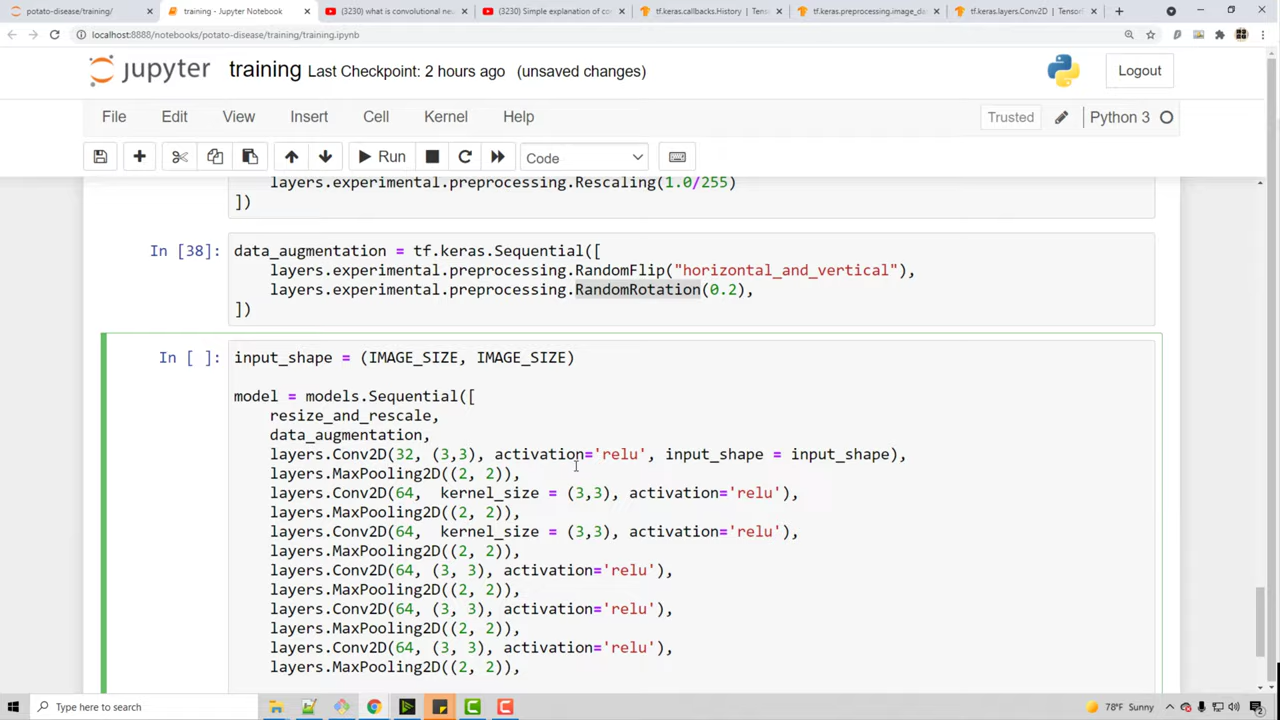 potato-disease/training/
training - Jupyter Notebook
(3230) what is convolutional ne
(3230) Simple explanation of co
tf.keras.callbacks.History | Tens
tf.keras.preprocessing.image_da
tf.keras.layers.Conv2D | Tensor
localhost:8888/notebooks/potato-disease/training/training.ipynb
jupyter training Last Checkpoint: 2 hours ago (unsaved changes)
Logout
File Edit View Insert Cell Kernel Help
Trusted
Python 3
Run
Code
layers.experimental.preprocessing.Rescaling(1.0/255)
])
In [38]:
data_augmentation = tf.keras.Sequential([
layers.experimental.preprocessing.RandomFlip("horizontal_and_vertical"),
layers.experimental.preprocessing.RandomRotation(0.2),
])
In [ ]:
input_shape = (IMAGE_SIZE, IMAGE_SIZE)
model = models.Sequential([
resize_and_rescale,
data_augmentation,
layers.Conv2D(32, (3,3), activation='relu', input_shape = input_shape),
layers.MaxPooling2D((2, 2)),
layers.Conv2D(64,  kernel_size = (3,3), activation='relu'),
layers.MaxPooling2D((2, 2)),
layers.Conv2D(64,  kernel_size = (3,3), activation='relu'),
layers.MaxPooling2D((2, 2)),
layers.Conv2D(64, (3, 3), activation='relu'),
layers.MaxPooling2D((2, 2)),
layers.Conv2D(64, (3, 3), activation='relu'),
layers.MaxPooling2D((2, 2)),
layers.Conv2D(64, (3, 3), activation='relu'),
layers.MaxPooling2D((2, 2)),
Type here to search
78°F Sunny